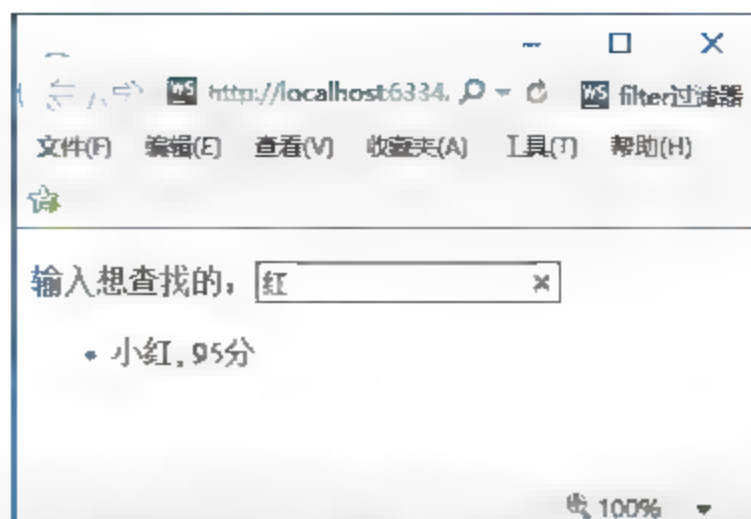 http://localhost:6334. filter过滤器
文件(F) 编辑(E) 查看(V) 收藏夹(A) 工具(T) 帮助(H)
输入想查找的： 红
小红, 95分
100%